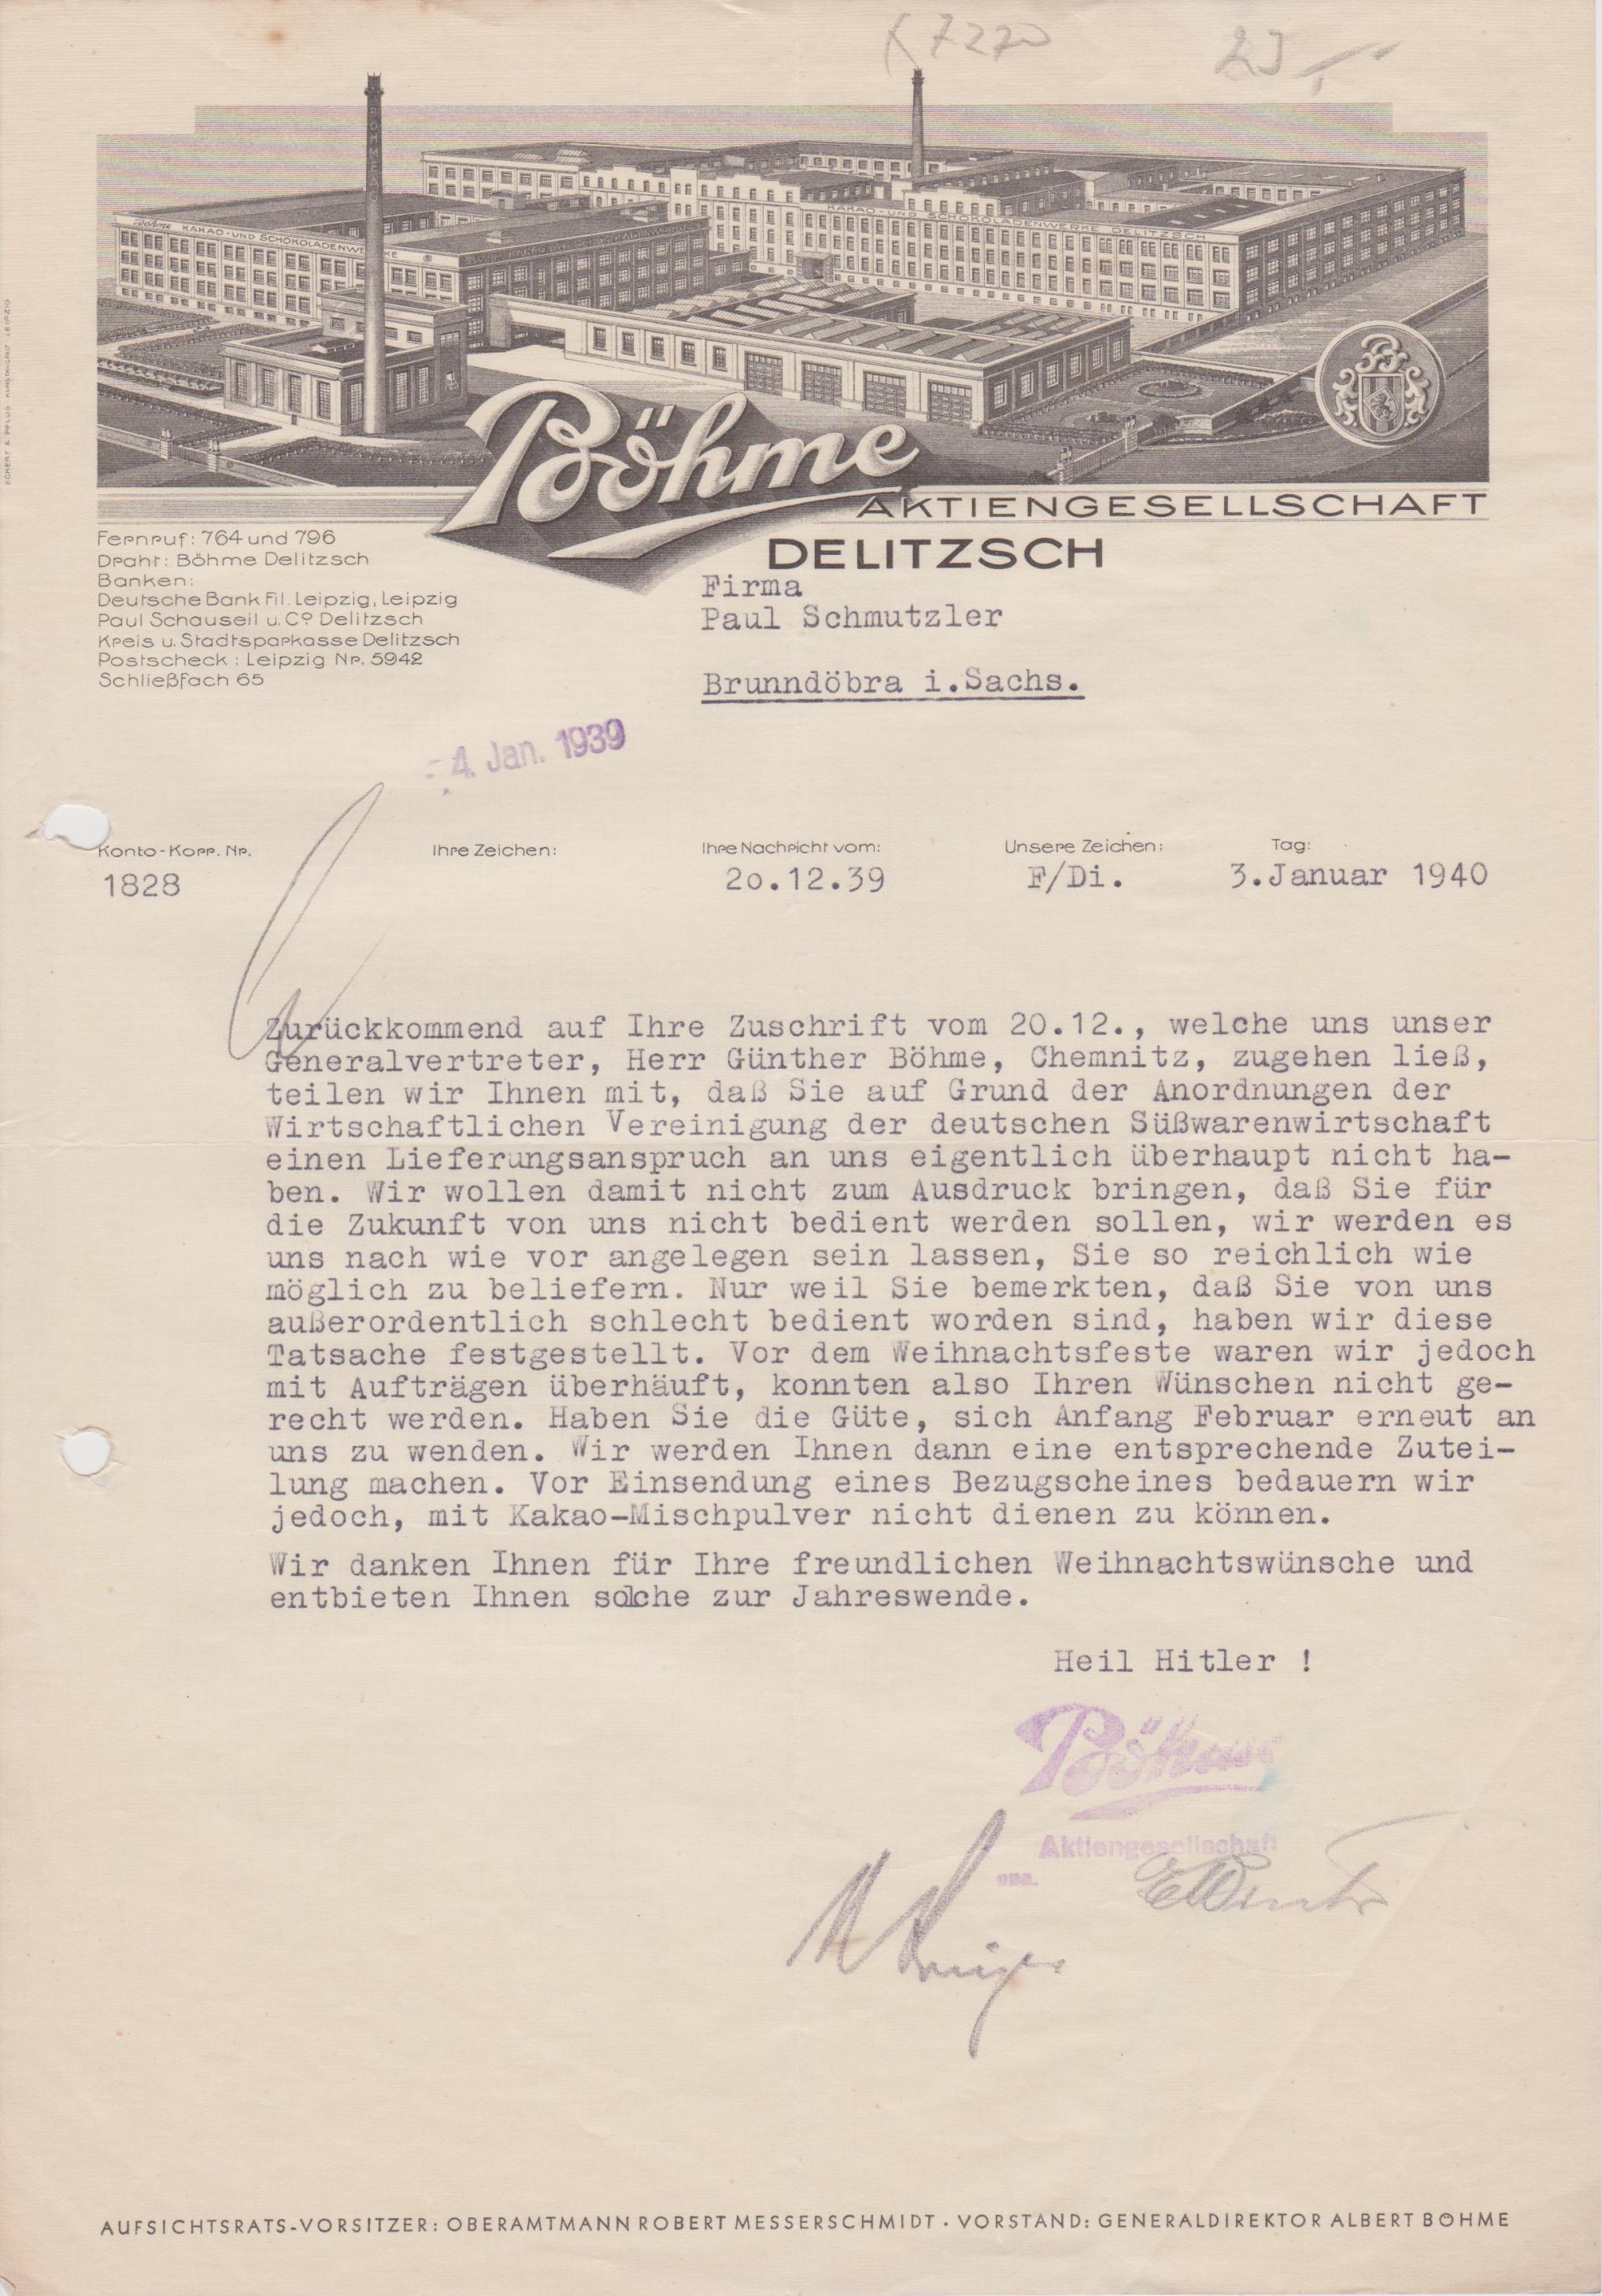 K 7270 23,-
BÖHME A.G.
Böhme KAKAO-UND SCHOKOLADENWERKE
KAKAO-UND SCHOKOLADENWERKE DELITZSCH
Böhme
AKTIENGESELLSCHAFT
DELITZSCH
Fernruf: 764 und 796
Draht: Böhme Delitzsch
Banken:
Deutsche Bank Fil. Leipzig, Leipzig
Paul Schauseil u. Co Delitzsch
Kreis u. Stadtsparkasse Delitzsch
Postscheck: Leipzig Nr. 5942
Schließfach 65
Firma
Paul Schmutzler
Brunndöbra i.Sachs.
- 4. Jan. 1939
Konto-Korr. Nr. Ihre Zeichen: Ihre Nachricht vom: Unsere Zeichen: Tag:
1828 20.12.39 F/Di. 3.Januar 1940
Zurückkommend auf Ihre Zuschrift vom 20.12., welche uns unser
Generalvertreter, Herr Günther Böhme, Chemnitz, zugehen ließ,
teilen wir Ihnen mit, daß Sie auf Grund der Anordnungen der
Wirtschaftlichen Vereinigung der deutschen Süßwarenwirtschaft
einen Lieferungsanspruch an uns eigentlich überhaupt nicht ha-
ben. Wir wollen damit nicht zum Ausdruck bringen, daß Sie für
die Zukunft von uns nicht bedient werden sollen, wir werden es
uns nach wie vor angelegen sein lassen, Sie so reichlich wie
möglich zu beliefern. Nur weil Sie bemerkten, daß Sie von uns
außerordentlich schlecht bedient worden sind, haben wir diese
Tatsache festgestellt. Vor dem Weihnachtsfeste waren wir jedoch
mit Aufträgen überhäuft, konnten also Ihren Wünschen nicht ge-
recht werden. Haben Sie die Güte, sich Anfang Februar erneut an
uns zu wenden. Wir werden Ihnen dann eine entsprechende Zutei-
lung machen. Vor Einsendung eines Bezugscheines bedauern wir
jedoch, mit Kakao-Mischpulver nicht dienen zu können.
Wir danken Ihnen für Ihre freundlichen Weihnachtswünsche und
entbieten Ihnen solche zur Jahreswende.
Heil Hitler !
Böhme
Aktiengesellschaft
AUFSICHTSRATS-VORSITZER: OBERAMTMANN ROBERT MESSERSCHMIDT · VORSTAND: GENERALDIREKTOR ALBERT BÖHME